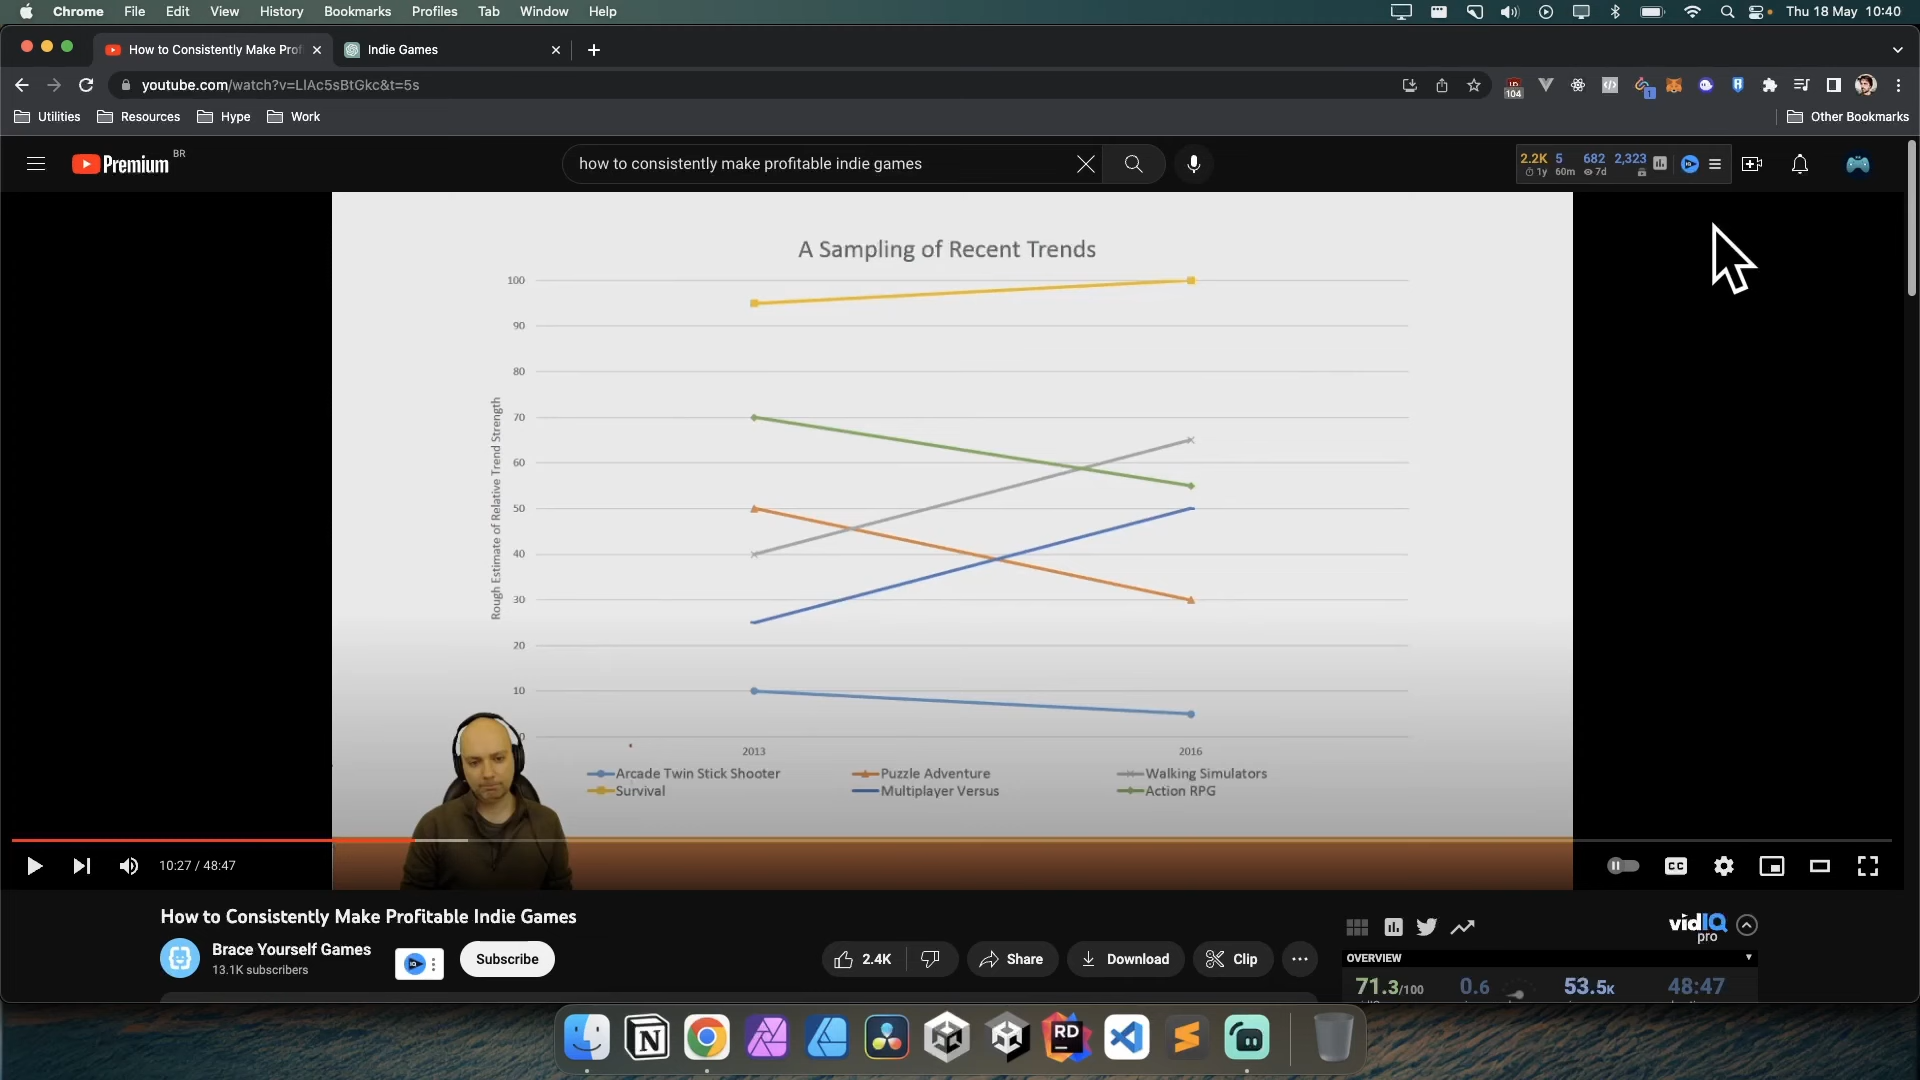 Chrome File Edit View History Bookmarks Profiles Tab Window Help
Thu 18 May 10:40
How to Consistently Make Prof
Indie Games
youtube.com/watch?v=LlAc5sBtGkc&t=5s
104
1
Utilities Resources Hype Work
Other Bookmarks
Premium BR
how to consistently make profitable indie games
2.2K 5 682 2,323
1y 60m 7d
A Sampling of Recent Trends
Rough Estimate of Relative Trend Strength
100
90
80
70
60
50
40
30
20
10
0
2013 2016
Arcade Twin Stick Shooter Puzzle Adventure Walking Simulators
Survival Multiplayer Versus Action RPG
10:27 / 48:47
CC
How to Consistently Make Profitable Indie Games
Brace Yourself Games
13.1K subscribers
Subscribe
2.4K
Share
Download
Clip
vidIQ
pro
OVERVIEW
71.3/100 0.6 53.5K 48:47
RD